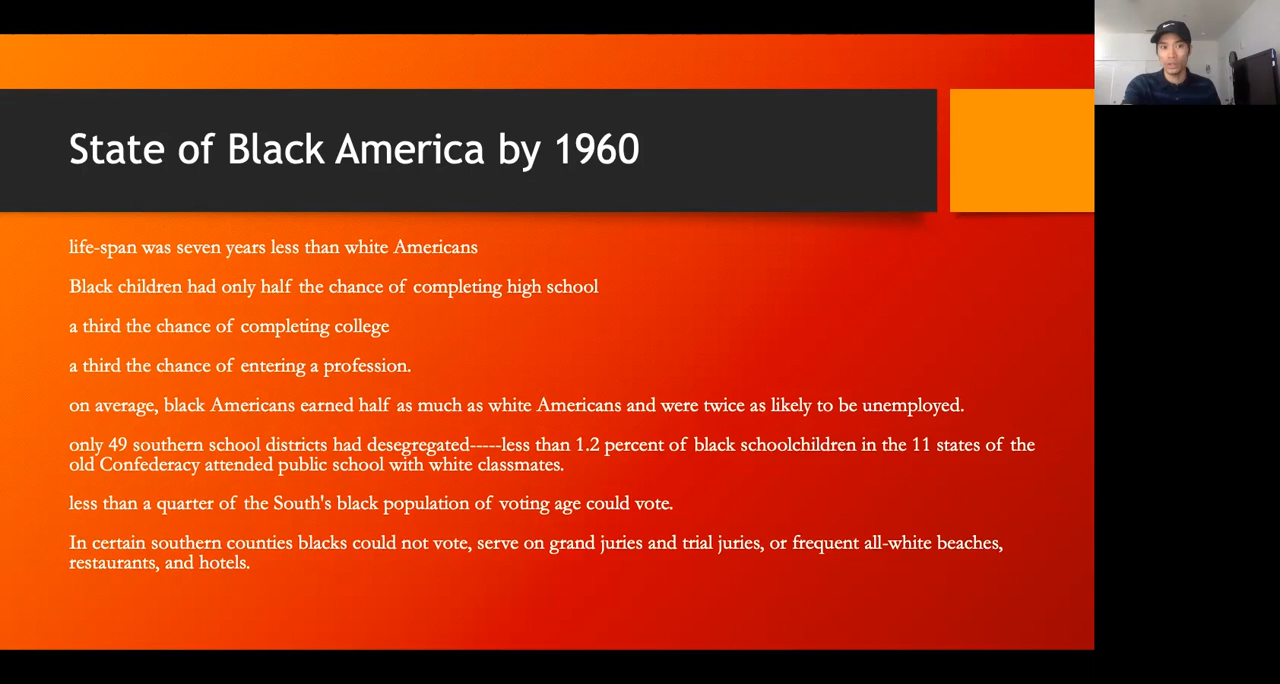 State of Black America by 1960
life-span was seven years less than white Americans
Black children had only half the chance of completing high school
a third the chance of completing college
a third the chance of entering a profession.
on average, black Americans earned half as much as white Americans and were twice as likely to be unemployed.
only 49 southern school districts had desegregated-----less than 1.2 percent of black schoolchildren in the 11 states of the
old Confederacy attended public school with white classmates.
less than a quarter of the South's black population of voting age could vote.
In certain southern counties blacks could not vote, serve on grand juries and trial juries, or frequent all-white beaches,
restaurants, and hotels.